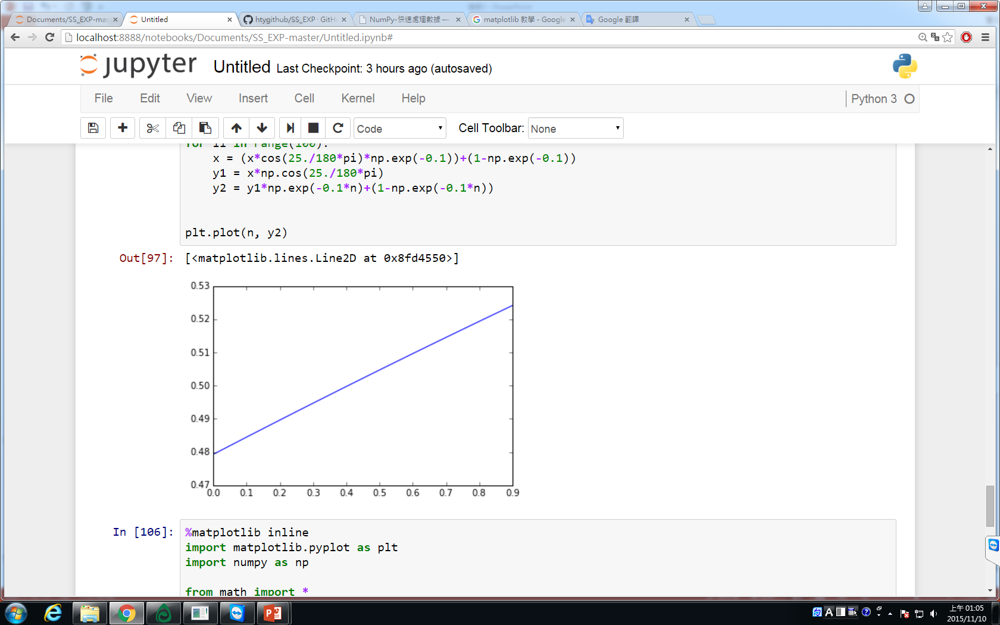 Documents/SS_EXP-mas
Untitled
htygithub/SS_EXP · GitH
NumPy-快速處理數據 —
matplotlib 教學 - Google
Google 翻譯
localhost:8888/notebooks/Documents/SS_EXP-master/Untitled.ipynb#
jupyter Untitled Last Checkpoint: 3 hours ago (autosaved)
File Edit View Insert Cell Kernel Help Python 3
Code Cell Toolbar: None
x = (x*cos(25./180*pi)*np.exp(-0.1))+(1-np.exp(-0.1))
y1 = x*np.cos(25./180*pi)
y2 = y1*np.exp(-0.1*n)+(1-np.exp(-0.1*n))
plt.plot(n, y2)
Out[97]: [<matplotlib.lines.Line2D at 0x8fd4550>]
0.53
0.52
0.51
0.50
0.49
0.48
0.47
0.0 0.1 0.2 0.3 0.4 0.5 0.6 0.7 0.8 0.9
In [106]: %matplotlib inline
import matplotlib.pyplot as plt
import numpy as np
from math import *
上午 01:05
2015/11/10